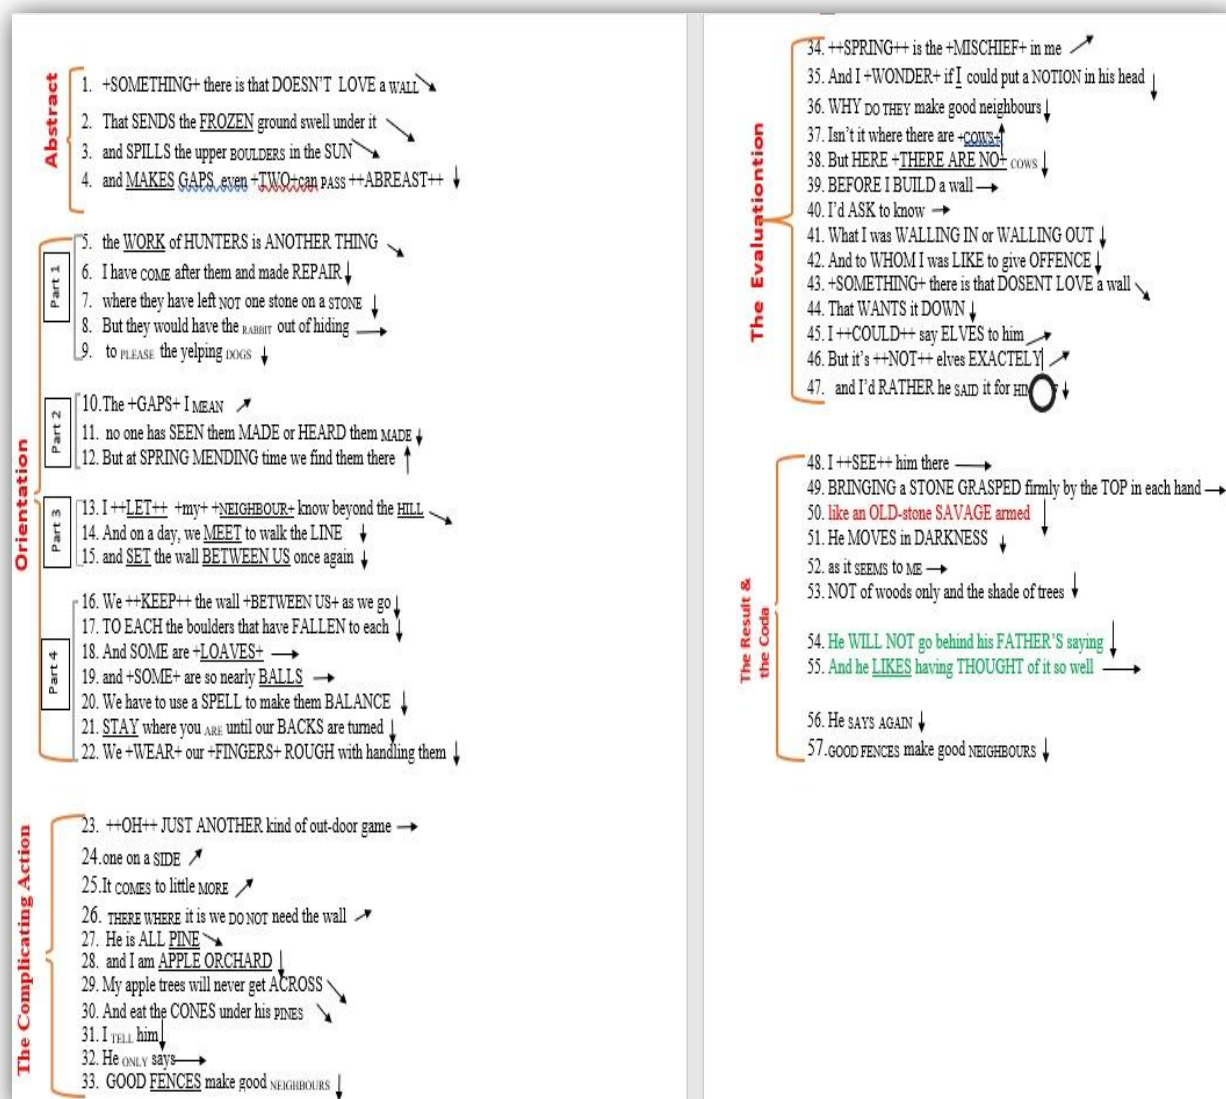 Abstract
1. +SOMETHING+ there is that DOESN'T LOVE a WALL
2. That SENDS the FROZEN ground swell under it
3. and SPILLS the upper BOULDERS in the SUN
4. and MAKES GAPS even +TWO+can PASS ++ABREAST++
Orientation
Part 1
5. the WORK of HUNTERS is ANOTHER THING
6. I have COME after them and made REPAIR
7. where they have left NOT one stone on a STONE
8. But they would have the RABBIT out of hiding
9. to PLEASE the yelping DOGS
Part 2
10.The +GAPS+ I MEAN
11. no one has SEEN them MADE or HEARD them MADE
12. But at SPRING MENDING time we find them there
Part 3
13. I ++LET++ +my+ +NEIGHBOUR+ know beyond the HILL
14. And on a day, we MEET to walk the LINE
15. and SET the wall BETWEEN US once again
Part 4
16. We ++KEEP++ the wall +BETWEEN US+ as we go
17. TO EACH the boulders that have FALLEN to each
18. And SOME are +LOAVES+
19. and +SOME+ are so nearly BALLS
20. We have to use a SPELL to make them BALANCE
21. STAY where you ARE until our BACKS are turned
22. We +WEAR+ our +FINGERS+ ROUGH with handling them
The Complicating Action
23. ++OH++ JUST ANOTHER kind of out-door game
24.one on a SIDE
25.It COMES to little MORE
26. THERE WHERE it is we DO NOT need the wall
27. He is ALL PINE
28. and I am APPLE ORCHARD
29. My apple trees will never get ACROSS
30. And eat the CONES under his PINES
31. I TELL him
32. He ONLY says
33. GOOD FENCES make good NEIGHBOURS
The Evaluationtion
34. ++SPRING++ is the +MISCHIEF+ in me
35. And I +WONDER+ if I could put a NOTION in his head
36. WHY DO THEY make good neighbours
37. Isn't it where there are +COWS+
38. But HERE +THERE ARE NO+ COWS
39. BEFORE I BUILD a wall
40. I'd ASK to know
41. What I was WALLING IN or WALLING OUT
42. And to WHOM I was LIKE to give OFFENCE
43. +SOMETHING+ there is that DOSENT LOVE a wall
44. That WANTS it DOWN
45. I ++COULD++ say ELVES to him
46. But it's ++NOT++ elves EXACTELY
47. and I'd RATHER he SAID it for
The Result & the Coda
48. I ++SEE++ him there
49. BRINGING a STONE GRASPED firmly by the TOP in each hand
50. like an OLD-stone SAVAGE armed
51. He MOVES in DARKNESS
52. as it SEEMS to ME
53. NOT of woods only and the shade of trees
54. He WILL NOT go behind his FATHER'S saying
55. And he LIKES having THOUGHT of it so well
56. He SAYS AGAIN
57.GOOD FENCES make good NEIGHBOURS